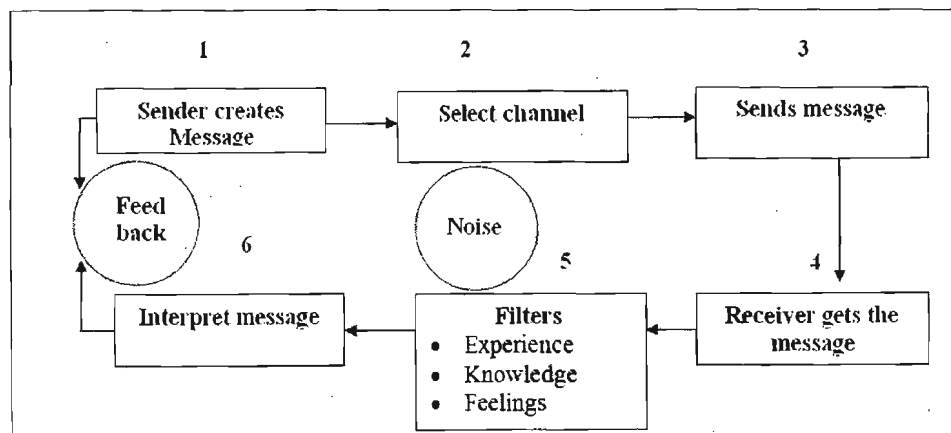 1
2
3
Sender creates
Message
Select channel
Sends message
Feed
back
Noise
6
5
4
Interpret message
Filters
• Experience
• Knowledge
• Feelings
Receiver gets the
message